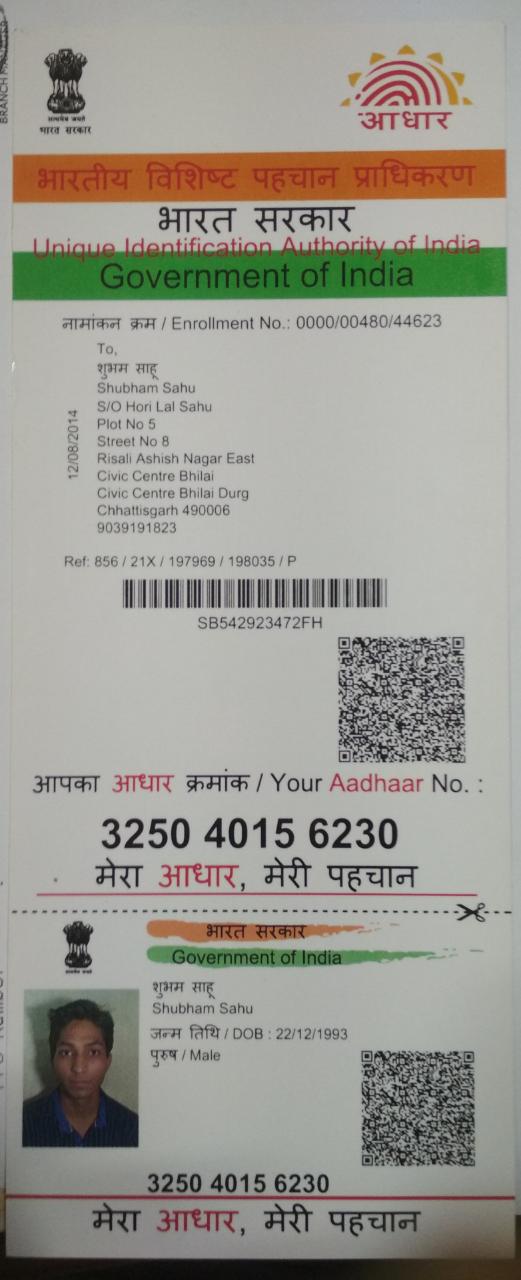 BRANCH
सत्यमेव जयते
भारत सरकार
आधार
भारतीय विशिष्ट पहचान प्राधिकरण
भारत सरकार
Unique Identification Authority of India
Government of India
नामांकन क्रम / Enrollment No.: 0000/00480/44623
To,
शुभम साहू
Shubham Sahu
S/O Hori Lal Sahu
Plot No 5
Street No 8
Risali Ashish Nagar East
Civic Centre Bhilai
Civic Centre Bhilai Durg
Chhattisgarh 490006
9039191823
12/08/2014
Ref: 856 / 21X / 197969 / 198035 / P
SB542923472FH
आपका आधार क्रमांक / Your Aadhaar No. :
3250 4015 6230
मेरा आधार, मेरी पहचान
भारत सरकार
Government of India
शुभम साहू
Shubham Sahu
जन्म तिथि / DOB : 22/12/1993
पुरुष / Male
3250 4015 6230
मेरा आधार, मेरी पहचान